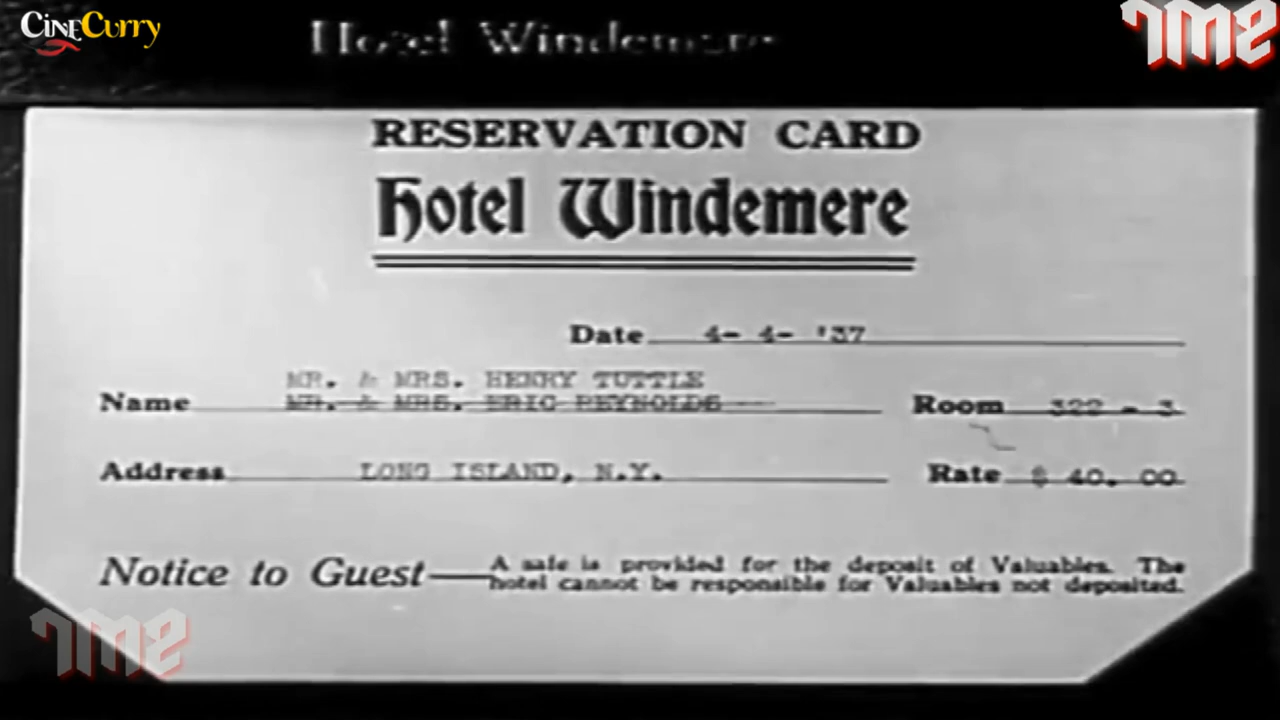 CINECURRY
7M2
Hotel Windemere
RESERVATION CARD
Hotel Windemere
Date 4- 4- '37
MR. & MRS. HENRY TUTTLE
Name MR. & MRS. ERIC REYNOLDS Room 322 - 3
Address LONG ISLAND, N.Y. Rate $ 40. 00
Notice to Guest—A safe is provided for the deposit of Valuables. The
hotel cannot be responsible for Valuables not deposited.
7M2